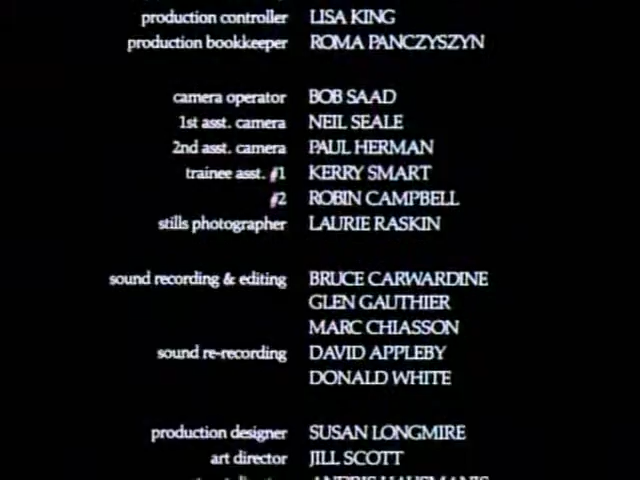 production controller LISA KING
production bookkeeper ROMA PANCZYSZYN
camera operator BOB SAAD
1st asst. camera NEIL SEALE
2nd asst. camera PAUL HERMAN
trainee asst. #1 KERRY SMART
#2 ROBIN CAMPBELL
stills photographer LAURIE RASKIN
sound recording & editing BRUCE CARWARDINE
GLEN GAUTHIER
MARC CHIASSON
sound re-recording DAVID APPLEBY
DONALD WHITE
production designer SUSAN LONGMIRE
art director JILL SCOTT
ANDRIS HAUSMANIS